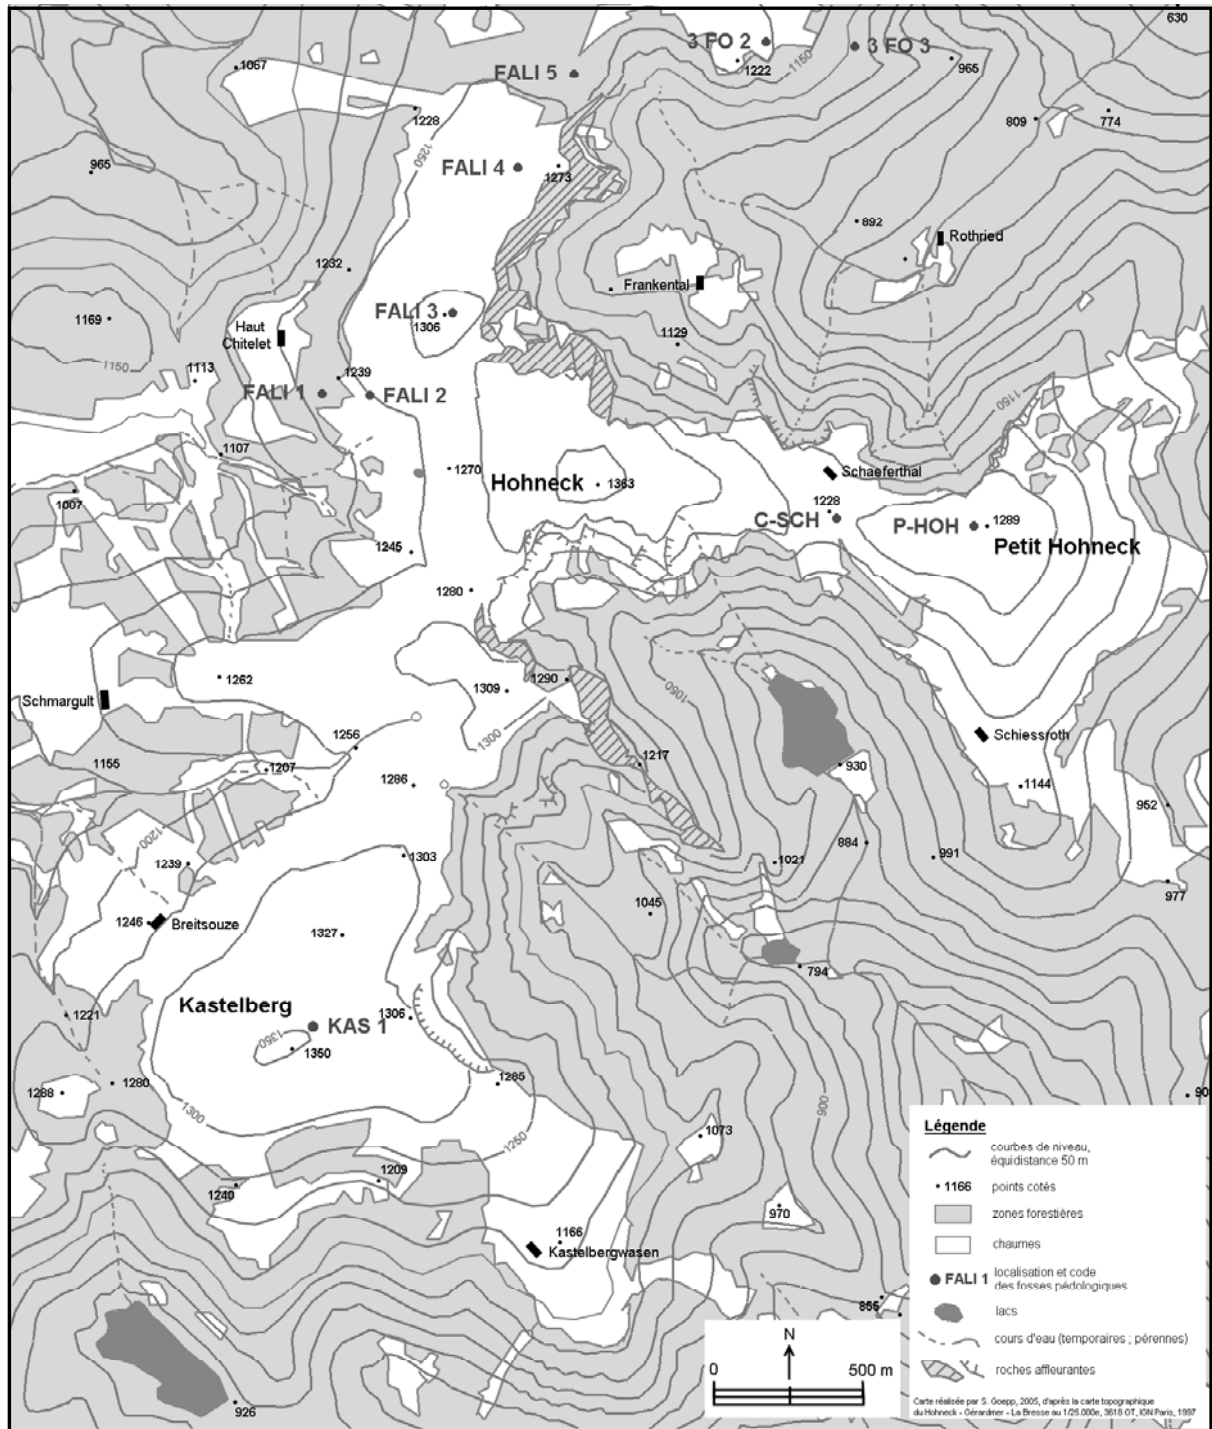 630
3 FO 2
3 FO 3
1222
1150
965
FALI 5
1067
1228
1250
809
774
965
FALI 4
1273
892
Rothried
1232
Frankental
FALI 3
1306
1169
Haut
Chitelet
1129
1150
1113
1239
1150
FALI 1
FALI 2
1107
1270
Hohneck
1363
Schaeferthal
1007
1228
C-SCH
P-HOH
1289
Petit Hohneck
1245
1280
1262
1290
1309
1050
Schmargult
1300
1256
Schiessroth
1155
1207
1217
930
1286
1144
952
1200
1239
1303
1021
884
991
977
1246
Breitsouze
1045
1327
794
Kastelberg
1306
KAS 1
1221
1350
1350
1285
1280
1288
1300
900
90
1250
1073
1209
1240
970
1166
Kastelbergwasen
855
926
N
0
500 m
Légende
courbes de niveau,
équidistance 50 m
1166
points cotés
zones forestières
chaumes
FALI 1
localisation et code
des fosses pédologiques
lacs
cours d'eau (temporaires ; pérennes)
roches affleurantes
Carte réalisée par S. Goepp, 2005, d'après la carte topographique
du Hohneck - Gérardmer - La Bresse au 1/25.000e, 3618 OT, IGN Paris, 1997